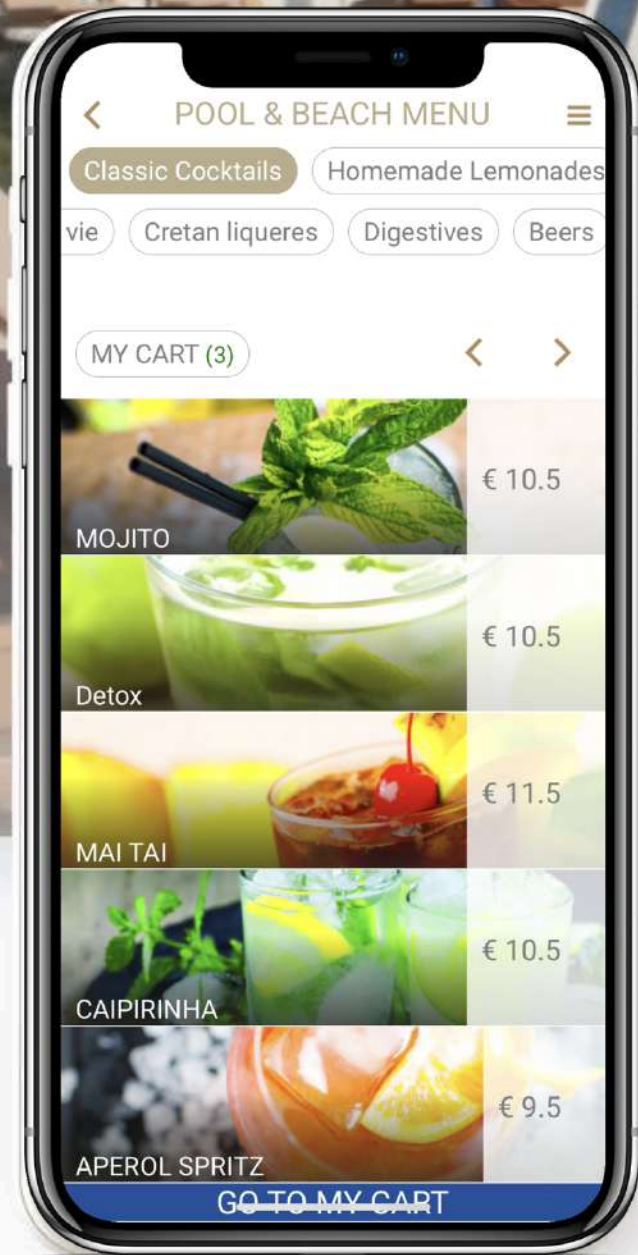 POOL & BEACH MENU
Classic Cocktails Homemade Lemonades
vie Cretan liqueres Digestives Beers
MY CART (3)
€ 10.5
MOJITO
€ 10.5
Detox
€ 11.5
MAI TAI
€ 10.5
CAIPIRINHA
€ 9.5
APEROL SPRITZ
GO TO MY CART